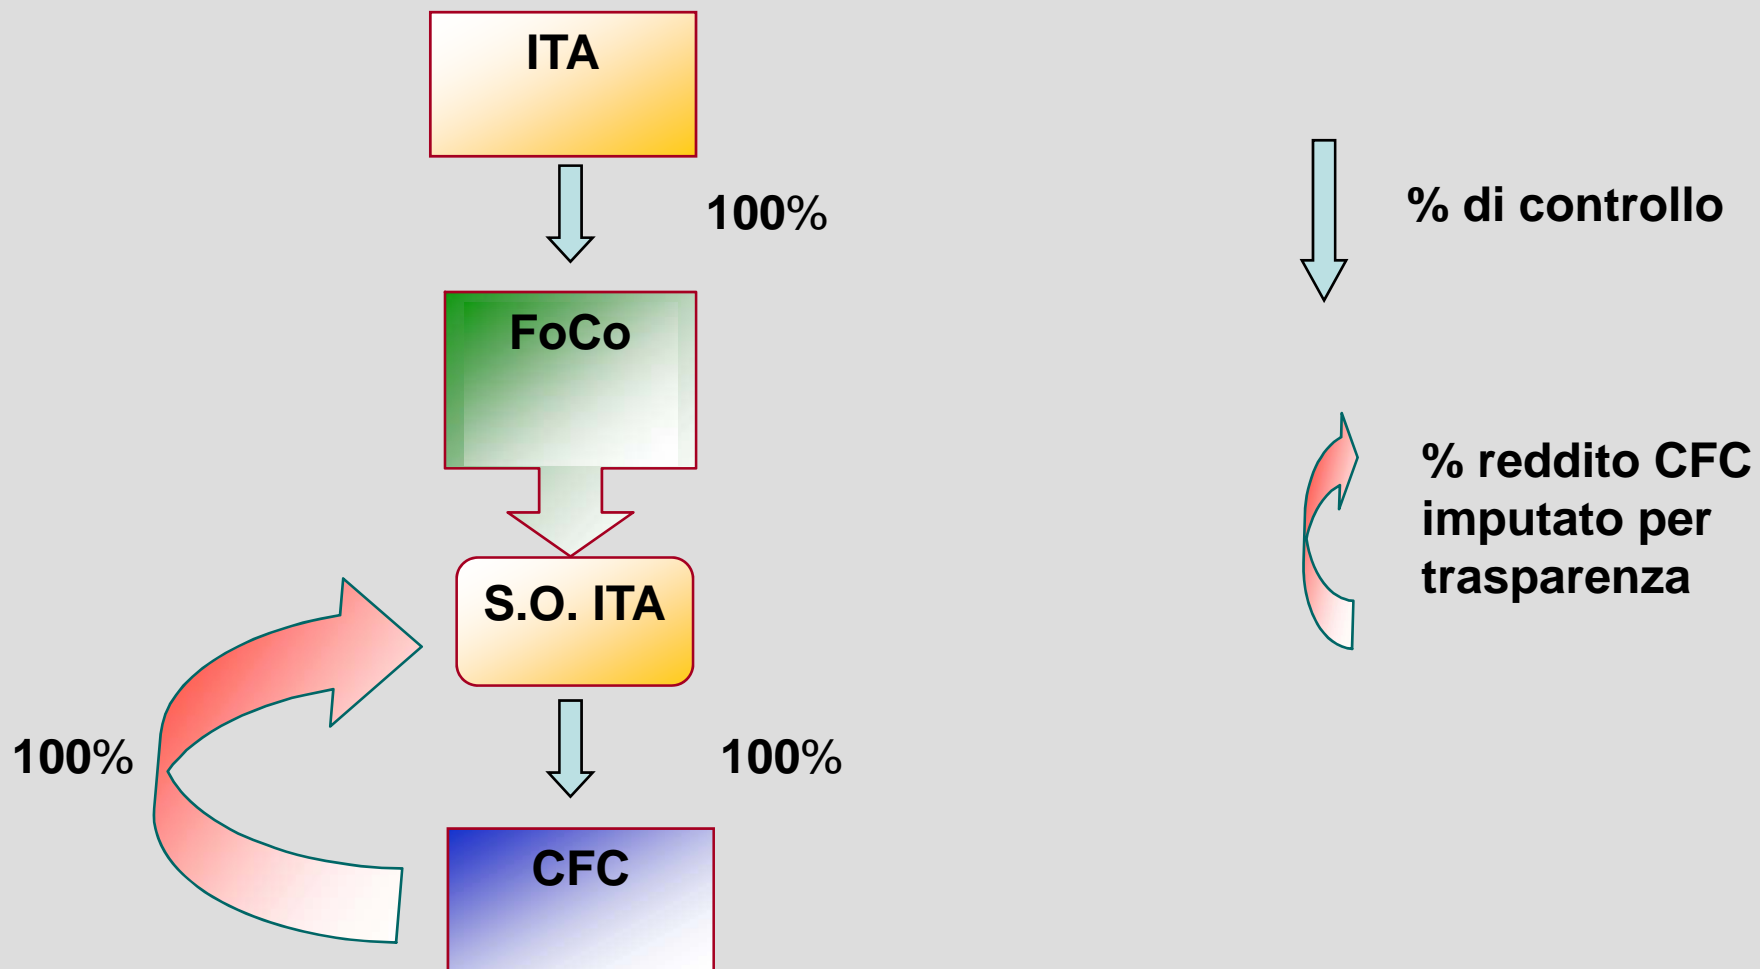 ITA
100%
% di controllo
FoCo
% reddito CFC
imputato per
trasparenza
S.O. ITA
100%
100%
CFC